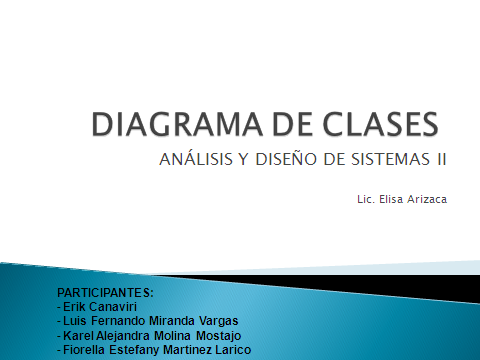 DIAGRAMA DE CLASES
ANÁLISIS Y DISEÑO DE SISTEMAS II
Lic. Elisa Arizaca
PARTICIPANTES:
- Erik Canaviri
- Luis Fernando Miranda Vargas
- Karel Alejandra Molina Mostajo
- Fiorella Estefany Martinez Larico